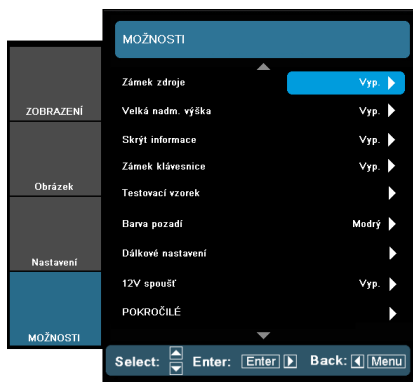 MOŽNOSTI
ZOBRAZENÍ
Obrázek
Nastavení
MOŽNOSTI
Zámek zdroje Vyp.
Velká nadm. výška Vyp.
Skrýt informace Vyp.
Zámek klávesnice Vyp.
Testovací vzorek
Barva pozadí Modrý
Dálkové nastavení
12V spoušť Vyp.
POKROČILÉ
Select: Enter: Enter Back: Menu